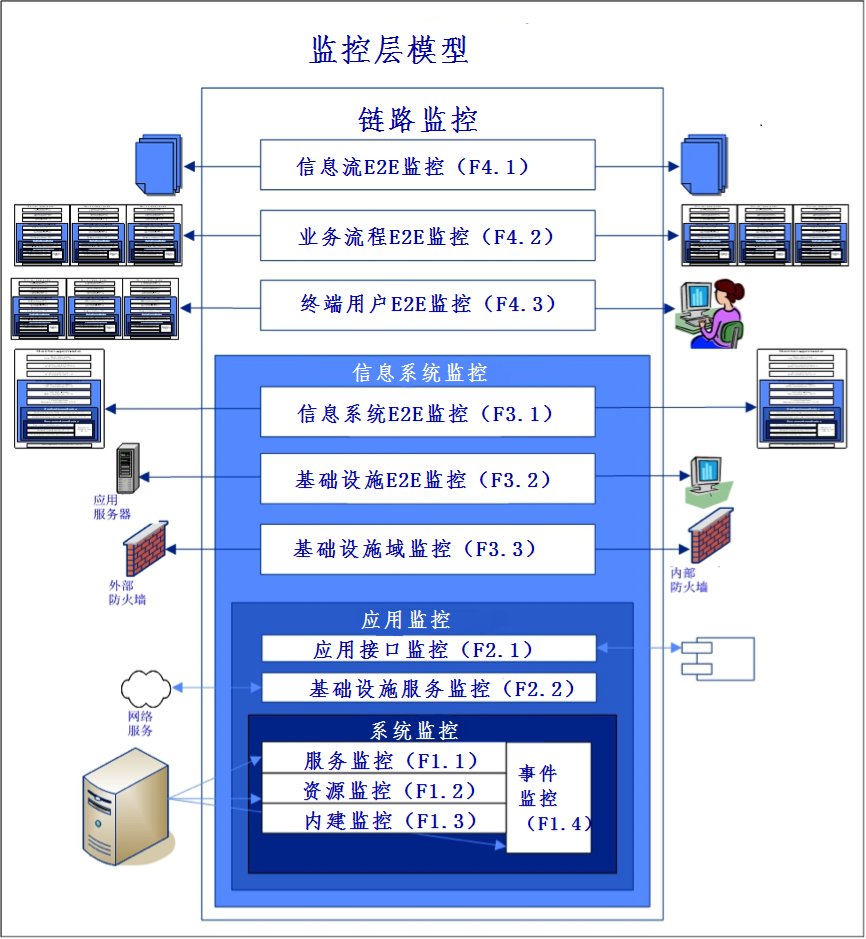 监控层模型
链路监控
信息流E2E监控（F4.1）
业务流程E2E监控（F4.2）
终端用户E2E监控（F4.3）
信息系统监控
信息系统E2E监控（F3.1）
基础设施E2E监控（F3.2）
应用
服务器
基础设施域监控（F3.3）
外部
防火墙
内部
防火墙
应用监控
应用接口监控（F2.1）
基础设施服务监控（F2.2）
网络
服务
系统监控
服务监控（F1.1）
资源监控（F1.2）
内建监控（F1.3）
事件
监控
（F1.4）